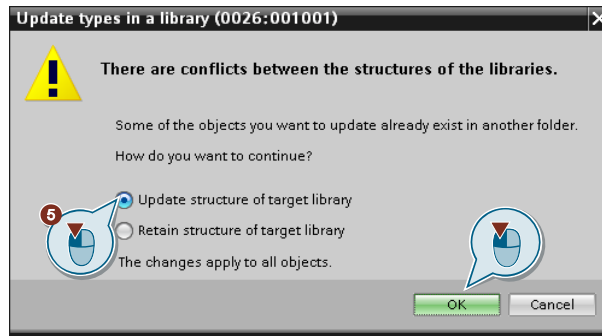 Update types in a library (0026:001001)
There are conflicts between the structures of the libraries.
Some of the objects you want to update already exist in another folder.
How do you want to continue?
Update structure of target library
5
Retain structure of target library
The changes apply to all objects.
OK
Cancel